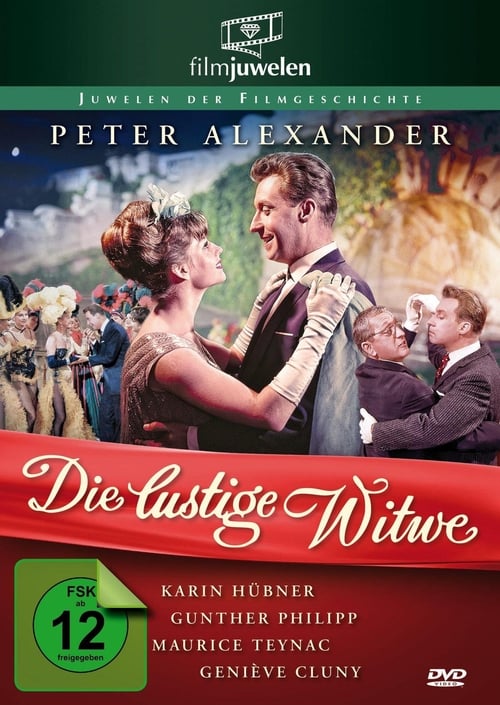 filmjuwelen
JUWELEN DER FILMGESCHICHTE
PETER ALEXANDER
Die lustige Witwe
FSK
ab
12
freigegeben
KARIN HÜBNER
GUNTHER PHILIPP
MAURICE TEYNAC
GENIÈVE CLUNY
DVD
VIDEO